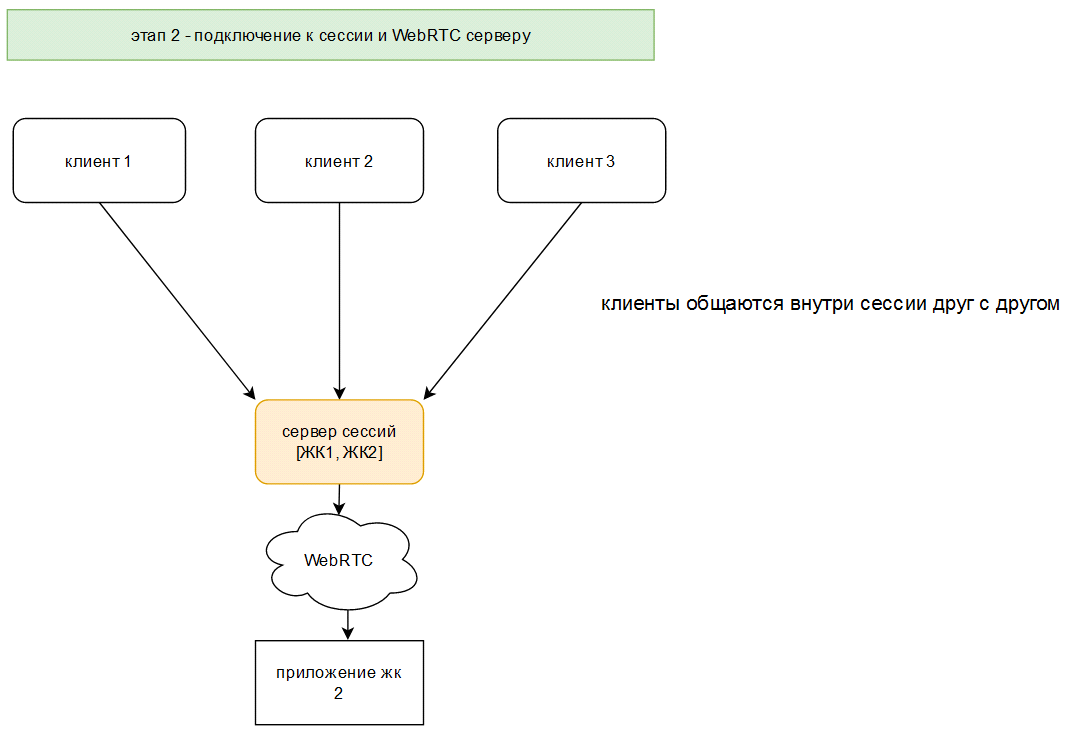 этап 2 - подключение к сессии и WebRTC серверу
клиент 1
клиент 2
клиент 3
клиенты общаются внутри сессии друг с другом
сервер сессий
[ЖК1, ЖК2]
WebRTC
приложение жк
2